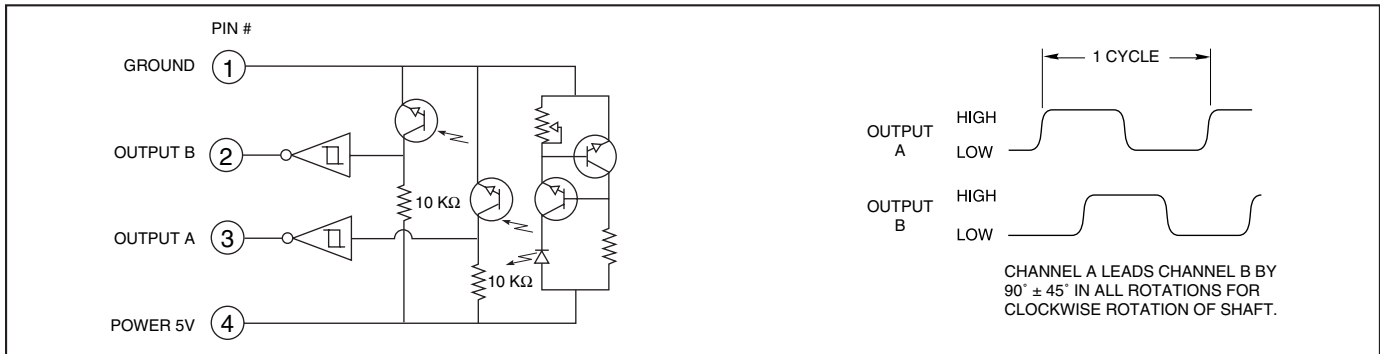 PIN #
GROUND 1
OUTPUT B 2
10 KΩ
OUTPUT A 3
10 KΩ
POWER 5V 4
1 CYCLE
OUTPUT
A
HIGH
LOW
OUTPUT
B
HIGH
LOW
CHANNEL A LEADS CHANNEL B BY
90˚ ± 45˚ IN ALL ROTATIONS FOR
CLOCKWISE ROTATION OF SHAFT.